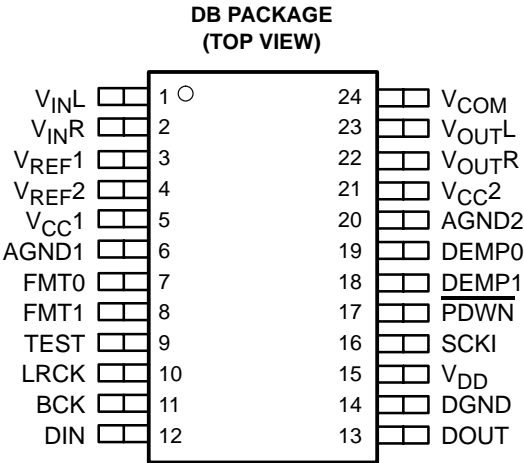 DB PACKAGE
(TOP VIEW)
VINL 1 24 VCOM
VINR 2 23 VOUTL
VREF1 3 22 VOUTR
VREF2 4 21 VCC2
VCC1 5 20 AGND2
AGND1 6 19 DEMP0
FMT0 7 18 DEMP1
FMT1 8 17 PDWN
TEST 9 16 SCKI
LRCK 10 15 VDD
BCK 11 14 DGND
DIN 12 13 DOUT